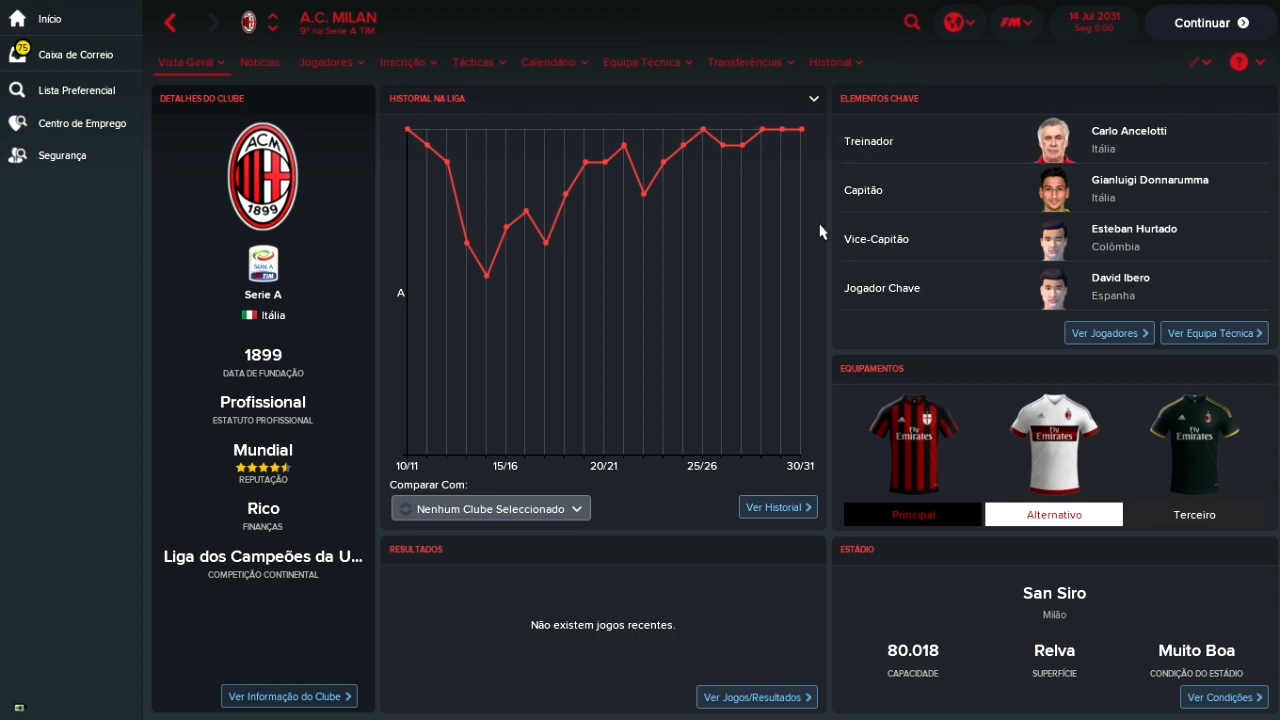 Início
75
Caixa de Correio
Lista Preferencial
Centro de Emprego
Segurança
A.C. MILAN
9º na Serie A TIM
FM
14 Jul 2031
Seg 0:00
Continuar
Vista Geral
Notícias
Jogadores
Inscrição
Tácticas
Calendário
Equipa Técnica
Transferências
Historial
?
DETALHES DO CLUBE
ACM
1899
SERIE A
TIM
Serie A
Itália
1899
DATA DE FUNDAÇÃO
Profissional
ESTATUTO PROFISSIONAL
Mundial
REPUTAÇÃO
Rico
FINANÇAS
Liga dos Campeões da U...
COMPETIÇÃO CONTINENTAL
Ver Informação do Clube
HISTORIAL NA LIGA
A
10/11 15/16 20/21 25/26 30/31
Comparar Com:
Nenhum Clube Seleccionado
Ver Historial
RESULTADOS
Não existem jogos recentes.
Ver Jogos/Resultados
ELEMENTOS CHAVE
Treinador
Carlo Ancelotti
Itália
Capitão
Gianluigi Donnarumma
Itália
Vice-Capitão
Esteban Hurtado
Colômbia
Jogador Chave
David Ibero
Espanha
Ver Jogadores
Ver Equipa Técnica
EQUIPAMENTOS
Fly Emirates
Fly Emirates
Fly Emirates
Principal
Alternativo
Terceiro
ESTÁDIO
San Siro
Milão
80.018
CAPACIDADE
Relva
SUPERFÍCIE
Muito Boa
CONDIÇÃO DO ESTÁDIO
Ver Condições